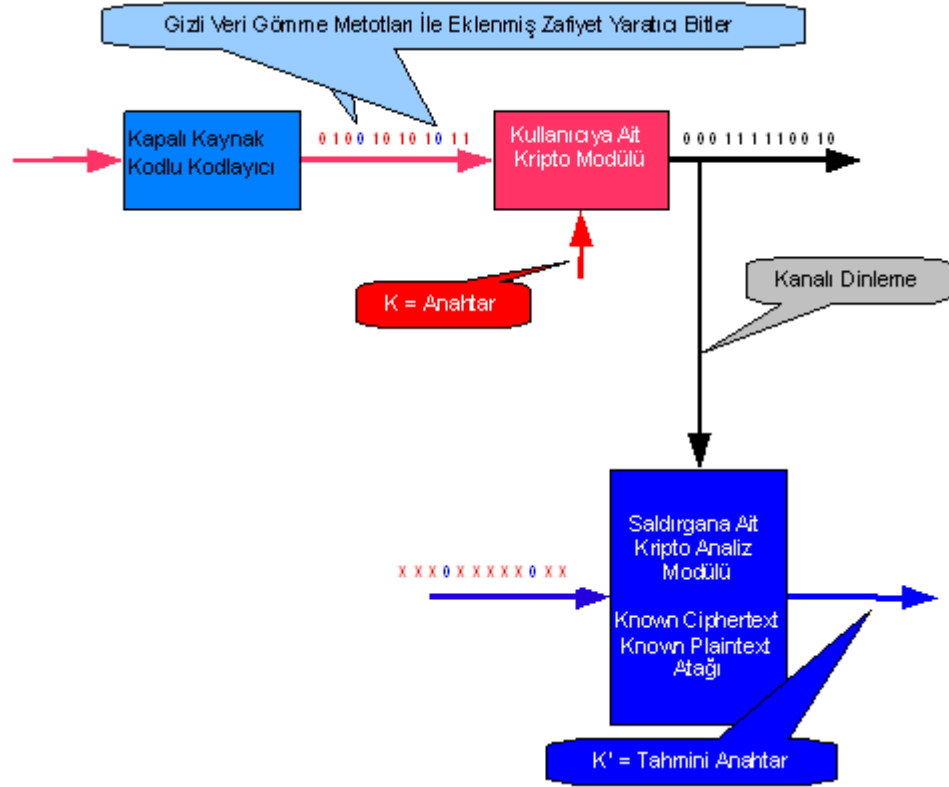 Gizli Veri Gömme Metotları İle Eklenmiş Zafiyet Yaratıcı Bitler
Kapalı Kaynak
Kodlu Kodlayıcı
0 1 0 0 1 0 1 0 1 0 1 1
Kullanıcıya Ait
Kripto Modülü
0 0 0 1 1 1 1 1 0 0 1 0
K = Anahtar
Kanalı Dinleme
X X X 0 X X X X X 0 X X
Saldırgana Ait
Kripto Analiz
Modülü
Known Ciphertext
Known Plaintext
Atağı
K' = Tahmini Anahtar